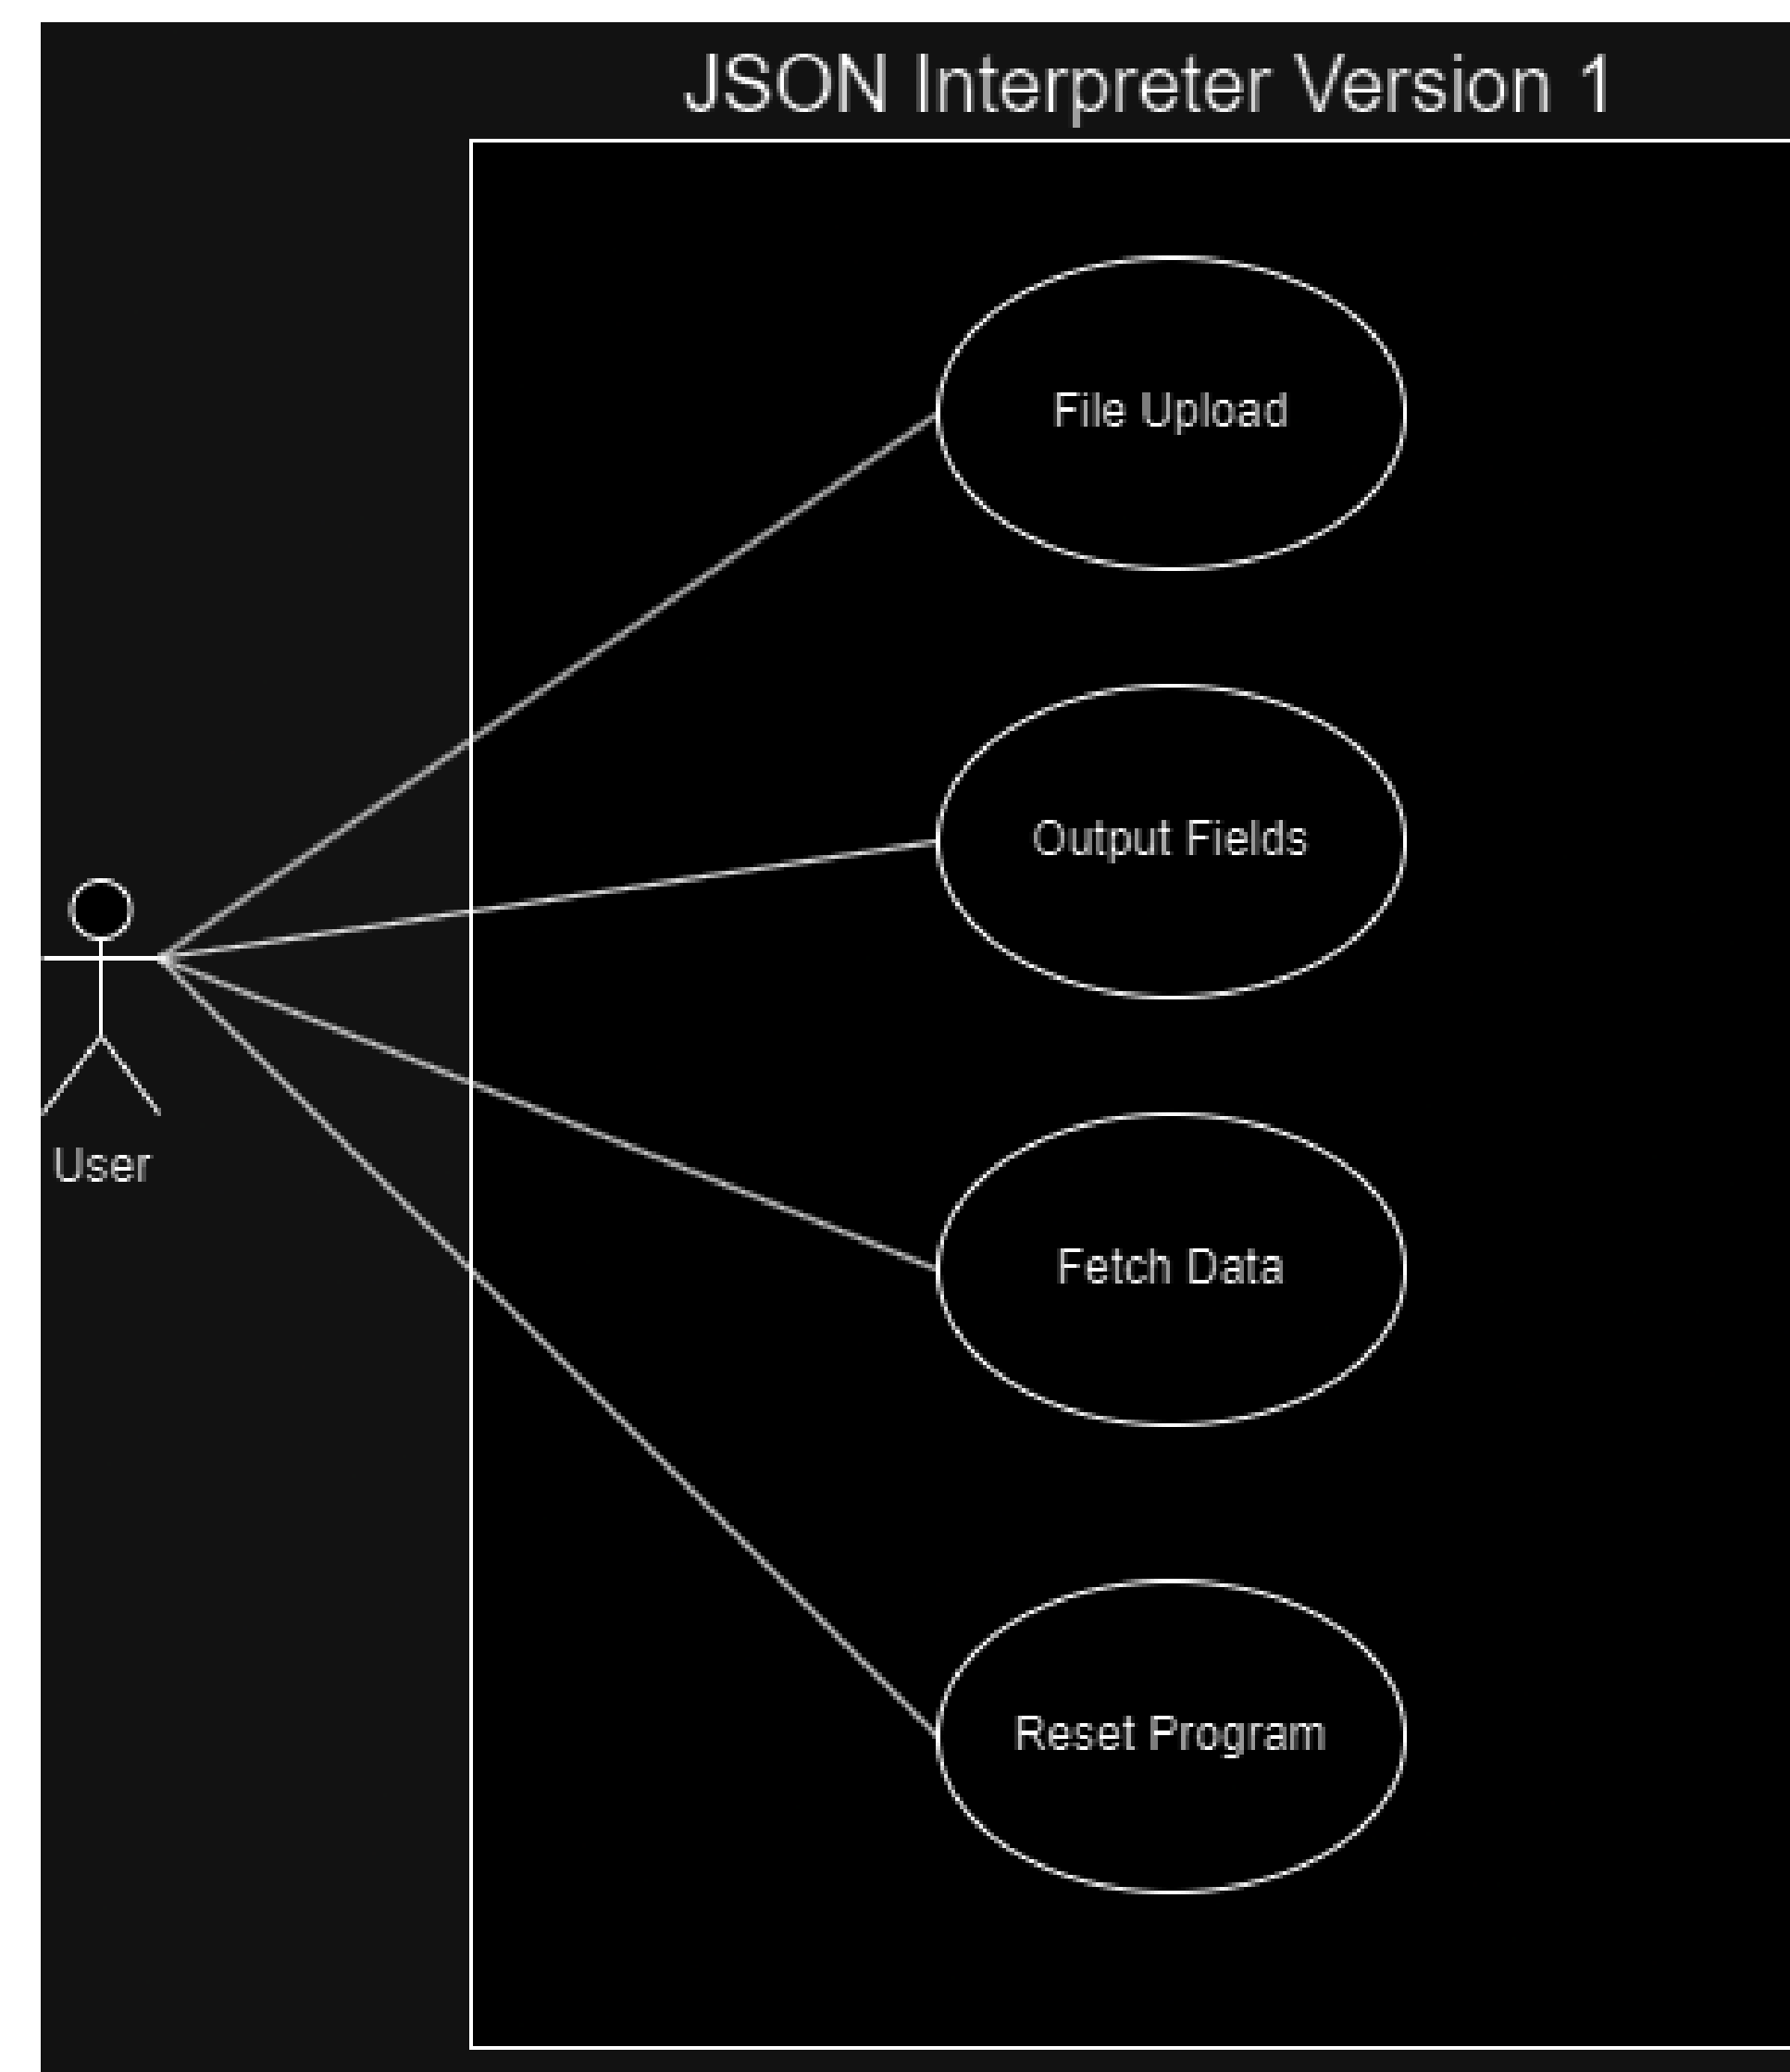 JSON Interpreter Version 1
File Upload
Output Fields
User
Fetch Data
Reset Program